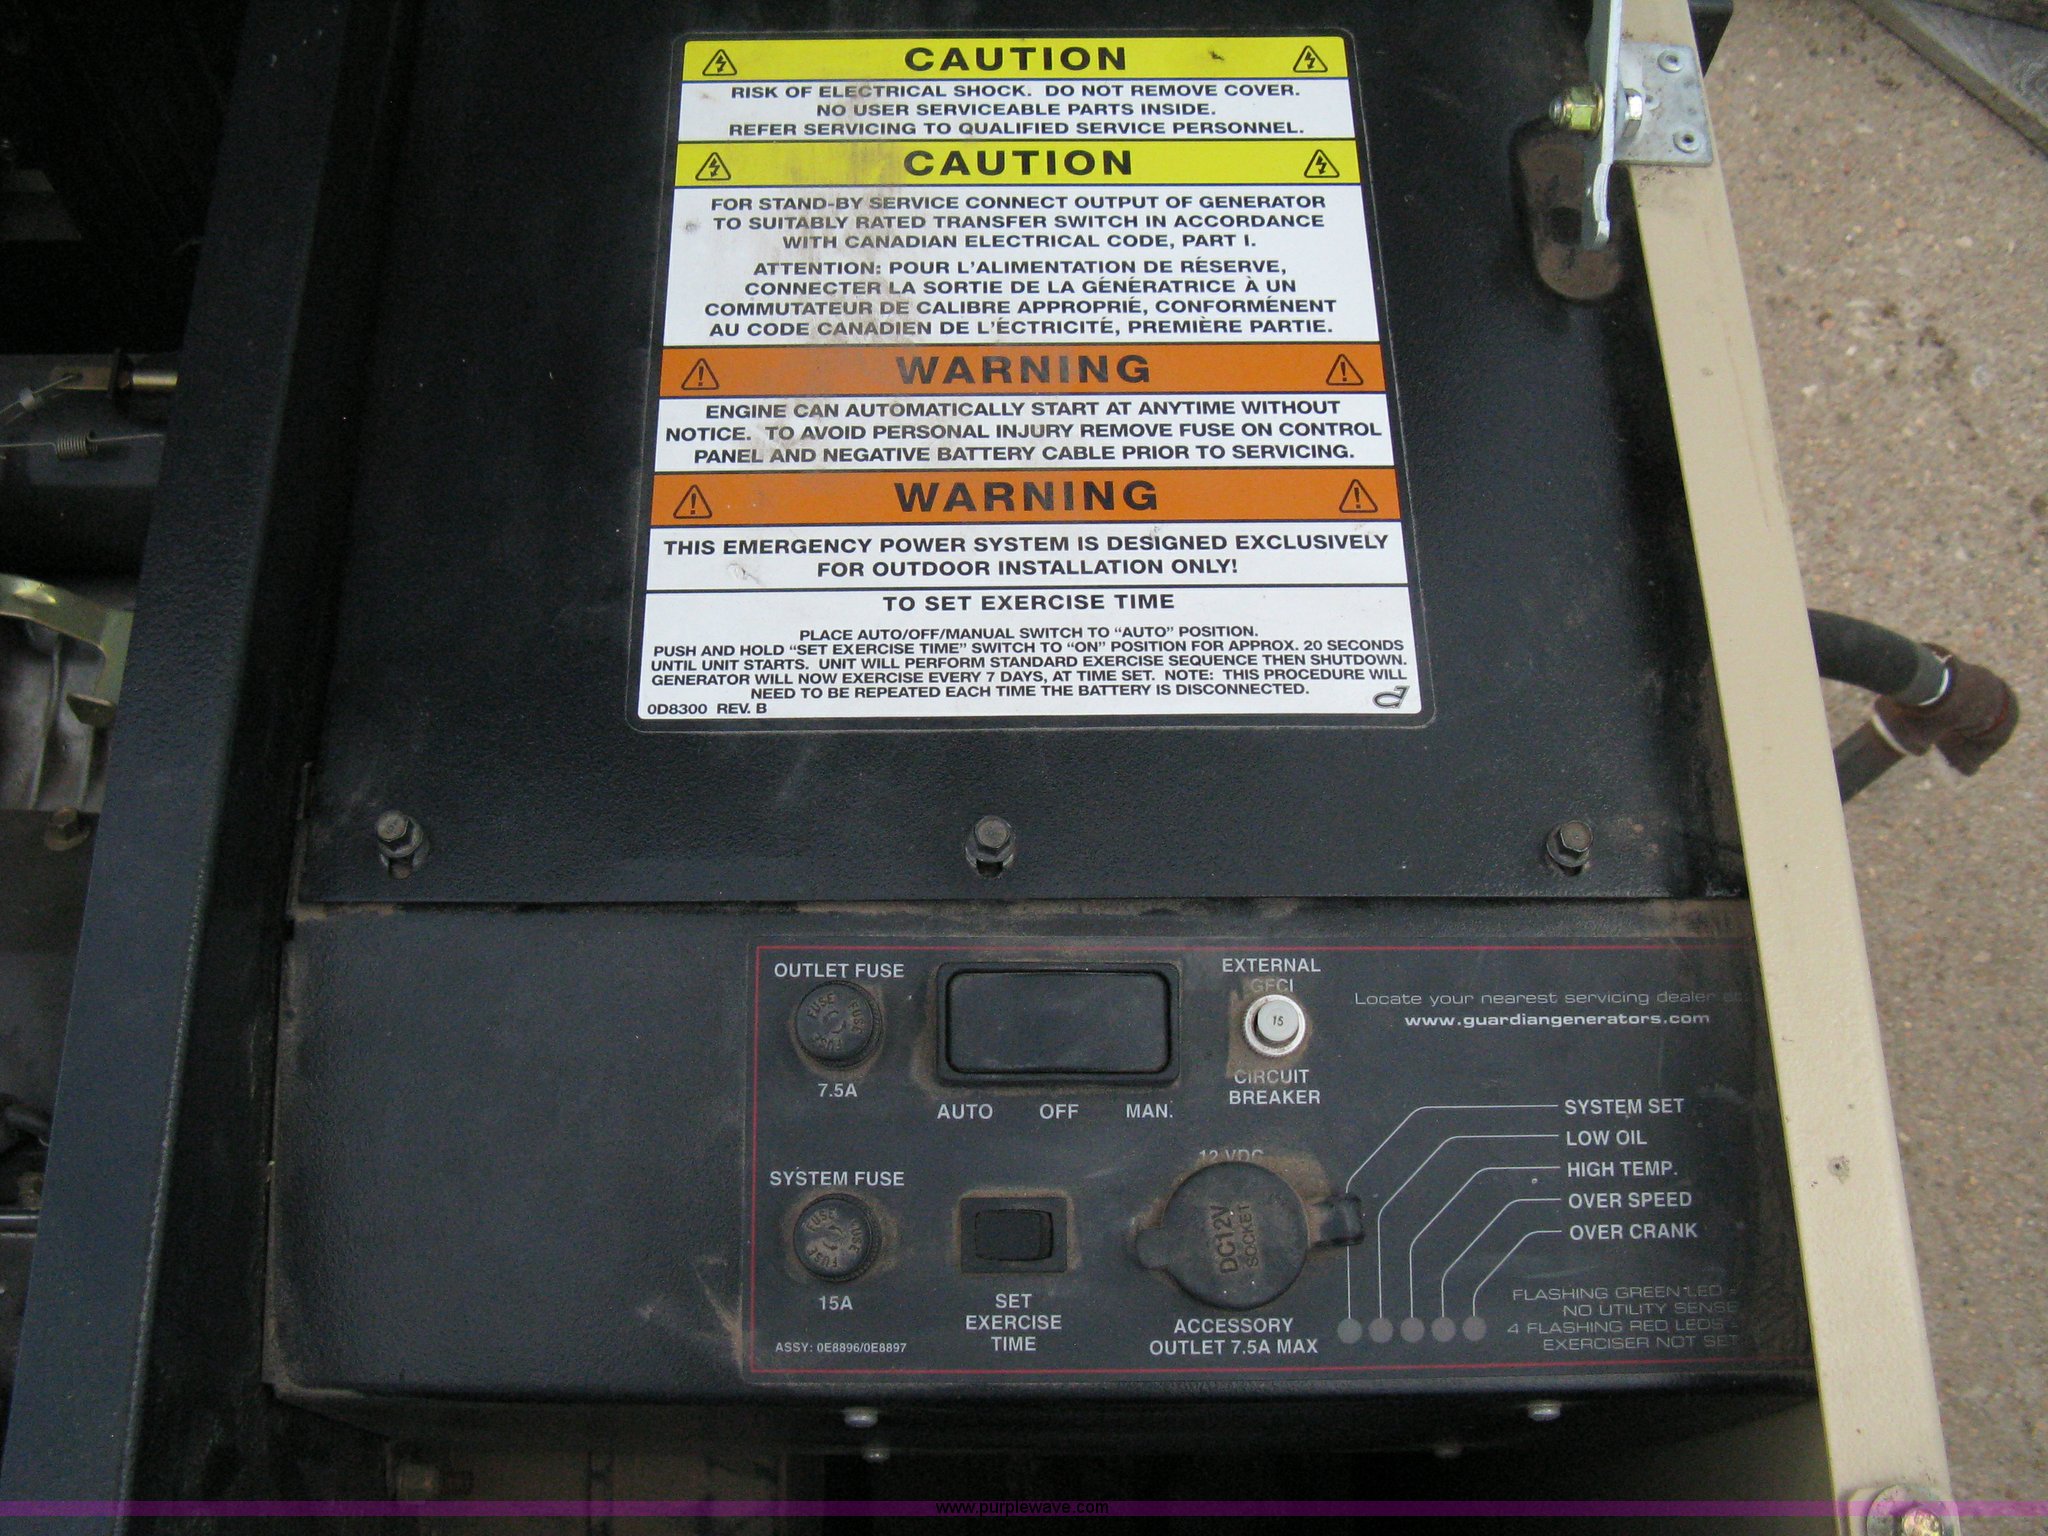 CAUTION
RISK OF ELECTRICAL SHOCK. DO NOT REMOVE COVER.
NO USER SERVICEABLE PARTS INSIDE.
REFER SERVICING TO QUALIFIED SERVICE PERSONNEL.
CAUTION
FOR STAND-BY SERVICE CONNECT OUTPUT OF GENERATOR
TO SUITABLY RATED TRANSFER SWITCH IN ACCORDANCE
WITH CANADIAN ELECTRICAL CODE, PART I.
ATTENTION: POUR L'ALIMENTATION DE RÉSERVE,
CONNECTER LA SORTIE DE LA GÉNÉRATRICE À UN
COMMUTATEUR DE CALIBRE APPROPRIÉ, CONFORMÉNENT
AU CODE CANADIEN DE L'ÉCTRICITÉ, PREMIÈRE PARTIE.
WARNING
ENGINE CAN AUTOMATICALLY START AT ANYTIME WITHOUT
NOTICE. TO AVOID PERSONAL INJURY REMOVE FUSE ON CONTROL
PANEL AND NEGATIVE BATTERY CABLE PRIOR TO SERVICING.
WARNING
THIS EMERGENCY POWER SYSTEM IS DESIGNED EXCLUSIVELY
FOR OUTDOOR INSTALLATION ONLY!
TO SET EXERCISE TIME
PLACE AUTO/OFF/MANUAL SWITCH TO “AUTO” POSITION.
PUSH AND HOLD “SET EXERCISE TIME” SWITCH TO “ON” POSITION FOR APPROX. 20 SECONDS
UNTIL UNIT STARTS. UNIT WILL PERFORM STANDARD EXERCISE SEQUENCE THEN SHUTDOWN.
GENERATOR WILL NOW EXERCISE EVERY 7 DAYS, AT TIME SET. NOTE: THIS PROCEDURE WILL
NEED TO BE REPEATED EACH TIME THE BATTERY IS DISCONNECTED.
0D8300 REV. B
OUTLET FUSE
FUSE FUSE FUSE
7.5A
AUTO OFF MAN.
EXTERNAL
GFCI
15
CIRCUIT
BREAKER
Locate your nearest servicing dealer
www.guardiangenerators.com
SYSTEM FUSE
FUSE FUSE FUSE
15A
SET
EXERCISE
TIME
12 VDC
DC12V
SOCKET
ACCESSORY
OUTLET 7.5A MAX
SYSTEM SET
LOW OIL
HIGH TEMP.
OVER SPEED
OVER CRANK
FLASHING GREEN LED =
NO UTILITY SENSE
4 FLASHING RED LEDS =
EXERCISER NOT SET
ASSY: 0E8896/0E8897
www.purplewave.com